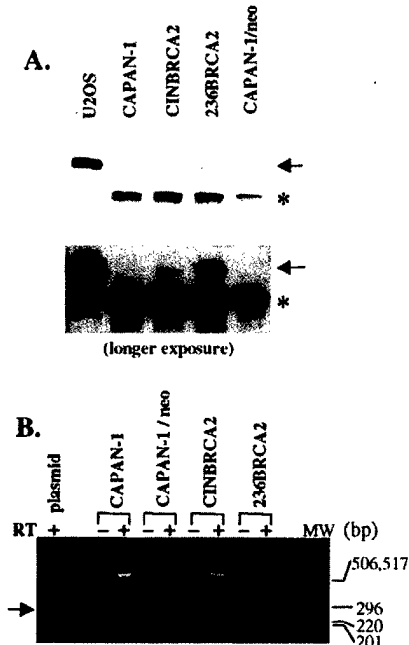 A.
U2OS CAPAN-1 CINBRCA2 236BRCA2 CAPAN-1/neo
*
*
(longer exposure)
B.
plasmid CAPAN-1 CAPAN-1 / neo CINBRCA2 236BRCA2
RT + - + - + - + - + MW (bp)
506,517
296
220
201